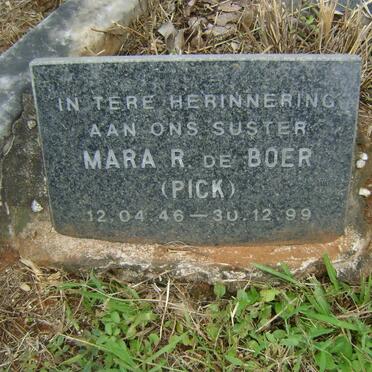 IN TERE HERINNERING
AAN ONS SUSTER
MARA R. DE BOER
(PICK)
12.04.46 — 30.12.99